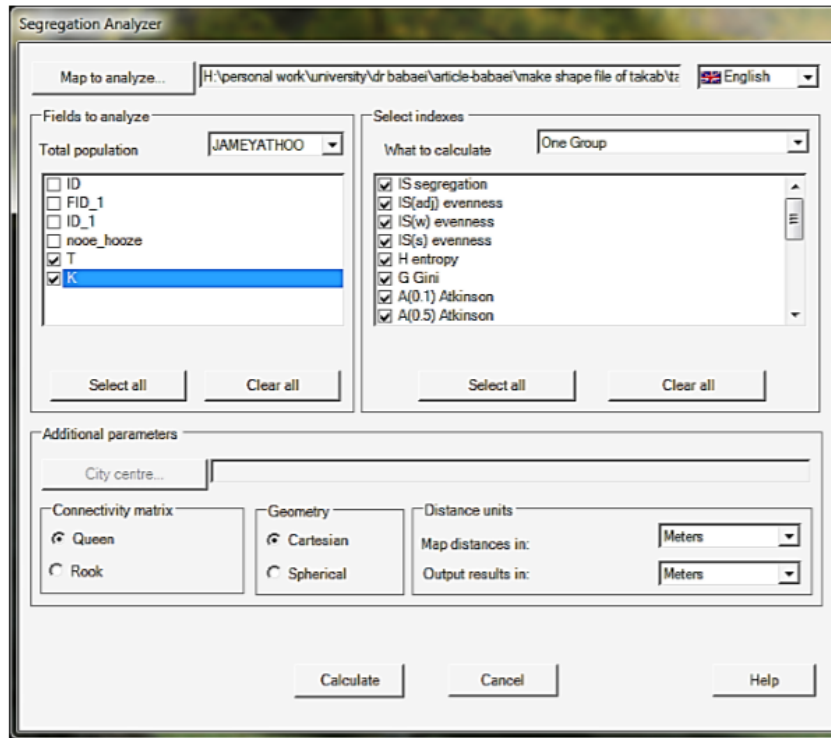 Segregation Analyzer
Map to analyze... H:\personal work\university\dr babaei\article-babaei\make shape file of takab\ta English
Fields to analyze
Total population JAMEYATHOO
ID
FID_1
ID_1
nooe_hooze
T
K
Select all Clear all
Select indexes
What to calculate One Group
IS segregation
IS(adj) evenness
IS(w) evenness
IS(s) evenness
H entropy
G Gini
A(0.1) Atkinson
A(0.5) Atkinson
Select all Clear all
Additional parameters
City centre...
Connectivity matrix
Queen
Rook
Geometry
Cartesian
Spherical
Distance units
Map distances in: Meters
Output results in: Meters
Calculate Cancel Help